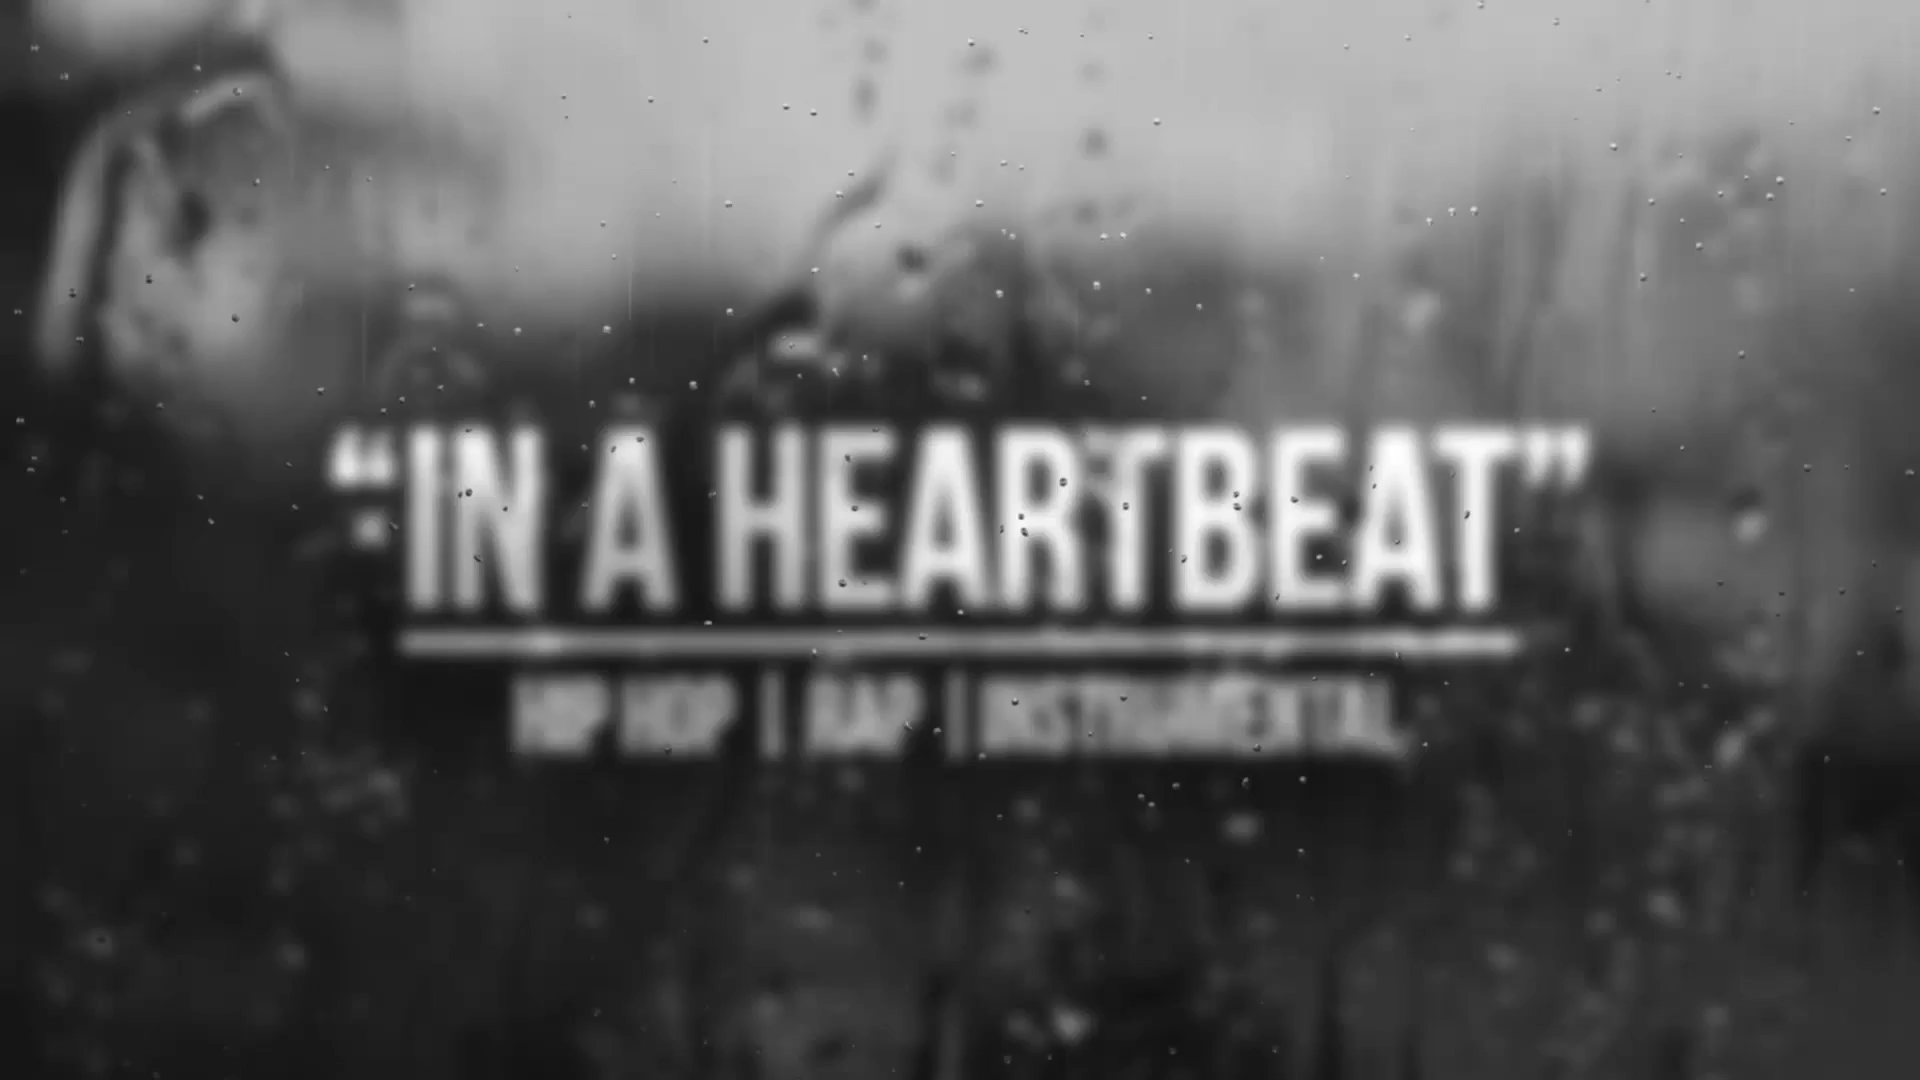 “IN A HEARTBEAT”
HIP HOP | RAP | INSTRUMENTAL